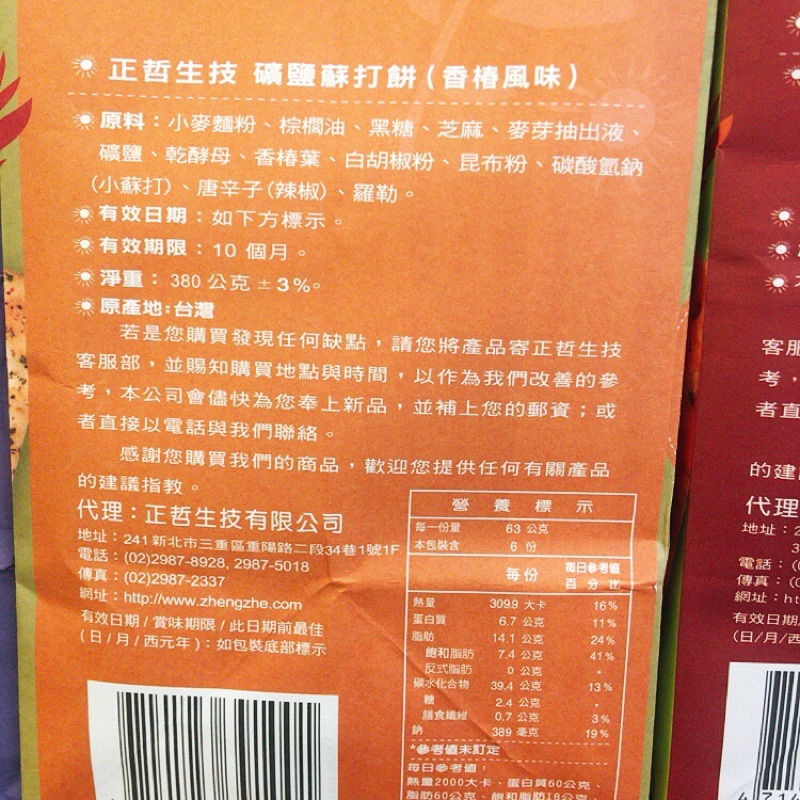 正哲生技 礦鹽蘇打餅(香椿風味)
原料：小麥麵粉、棕櫚油、黑糖、芝麻、麥芽抽出液、
礦鹽、乾酵母、香椿葉、白胡椒粉、昆布粉、碳酸氫鈉
(小蘇打)、唐辛子(辣椒)、羅勒。
有效日期：如下方標示。
有效期限：10 個月。
淨重： 380 公克 ±3%。
原產地:台灣
若是您購買發現任何缺點，請您將產品寄正哲生技
客服部，並賜知購買地點與時間，以作為我們改善的參
考，本公司會儘快為您奉上新品，並補上您的郵資；或
者直接以電話與我們聯絡。
感謝您購買我們的商品，歡迎您提供任何有關產品
的建議指教。
代理：正哲生技有限公司
地址：241 新北市三重區重陽路二段34巷1號1F
電話：(02)2987-8928, 2987-5018
傳真：(02)2987-2337
網址：http://www.zhengzhe.com
有效日期/賞味期限/此日期前最佳
(日/月/西元年)：如包裝底部標示
營養標示
每一份量 63 公克
本包裝含 6 份
每份 每日參考值百分比
熱量 309.9 大卡 16%
蛋白質 6.7 公克 11%
脂肪 14.1 公克 24%
飽和脂肪 7.4 公克 41%
反式脂肪 0 公克 *
碳水化合物 39.4 公克 13%
糖 2.4 公克 *
膳食纖維 0.7 公克 3%
鈉 389 毫克 19%
*參考值未訂定
每日參考值：
熱量2000大卡、蛋白質60公克、
脂肪60公克、飽和脂肪18公克、
客服
考，
者直
的建
代理
地址：2
3
電話：(
傳真：(
網址：ht
有效日期/
(日/月/西